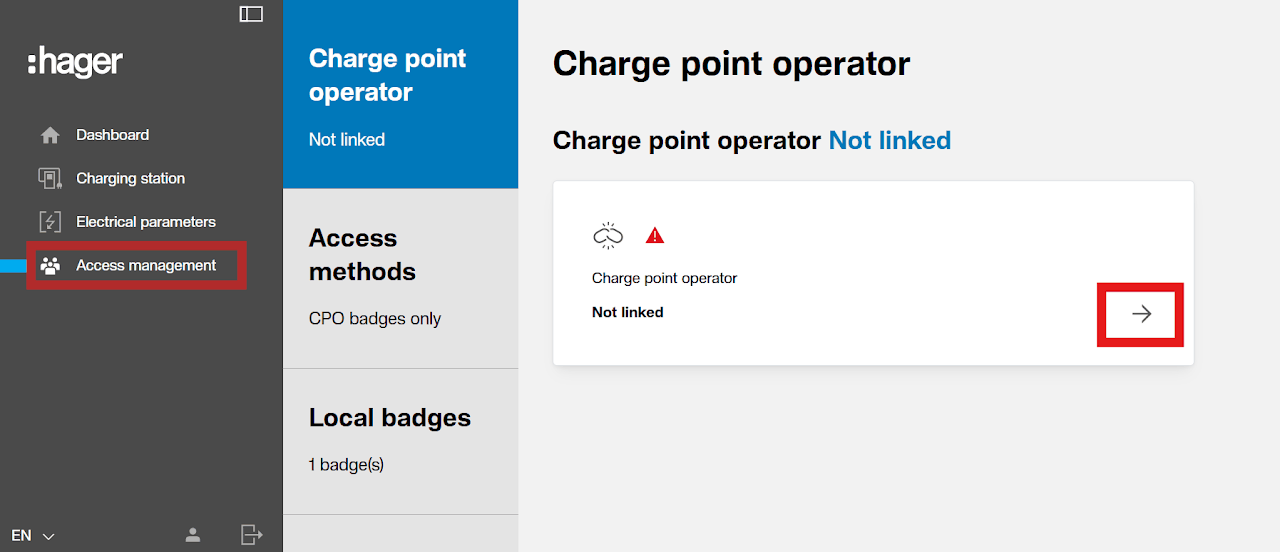 :hager
Dashboard
Charging station
Electrical parameters
Access management
EN
Charge point
operator
Not linked
Access
methods
CPO badges only
Local badges
1 badge(s)
Charge point operator
Charge point operator Not linked
Charge point operator
Not linked